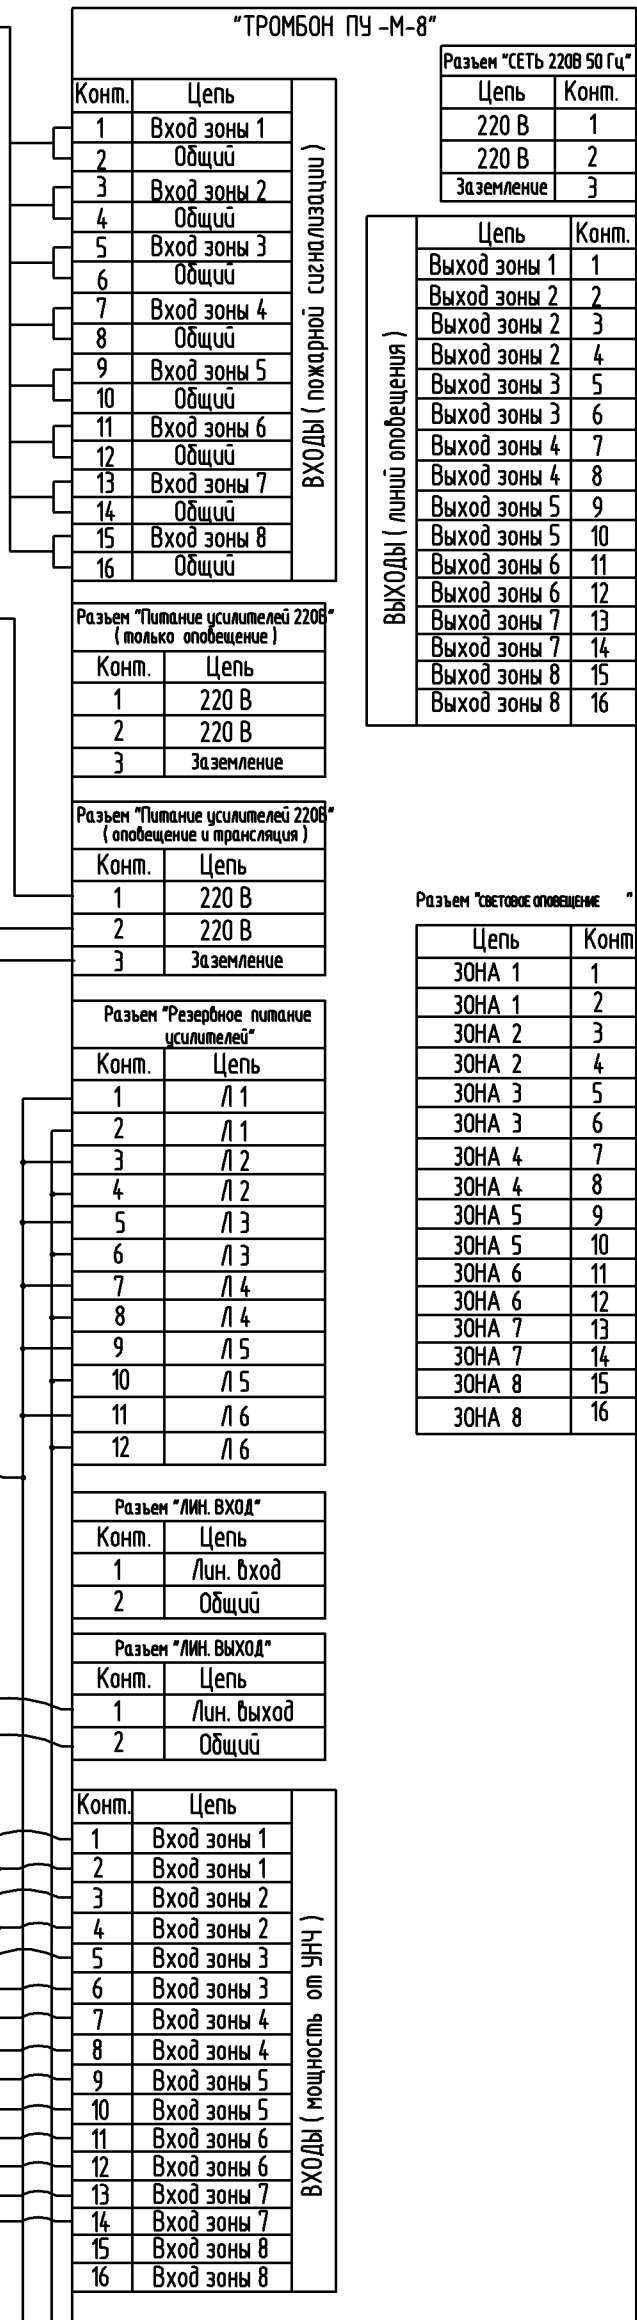 "ТРОМБОН ПУ -М-8"
Разъем "СЕТЬ 220В 50 Гц"
Цепь Конт.
220 В 1
220 В 2
Заземление 3
Конт. Цепь
1 Вход зоны 1
2 Общий
3 Вход зоны 2
4 Общий
5 Вход зоны 3
6 Общий
7 Вход зоны 4
8 Общий
9 Вход зоны 5
10 Общий
11 Вход зоны 6
12 Общий
13 Вход зоны 7
14 Общий
15 Вход зоны 8
16 Общий
ВХОДЫ ( пожарной сигнализации )
ВЫХОДЫ ( линий оповещения )
Цепь Конт.
Выход зоны 1 1
Выход зоны 2 2
Выход зоны 2 3
Выход зоны 2 4
Выход зоны 3 5
Выход зоны 3 6
Выход зоны 4 7
Выход зоны 4 8
Выход зоны 5 9
Выход зоны 5 10
Выход зоны 6 11
Выход зоны 6 12
Выход зоны 7 13
Выход зоны 7 14
Выход зоны 8 15
Выход зоны 8 16
Разъем "Питание усилителей 220В"
( только оповещение )
Конт. Цепь
1 220 В
2 220 В
3 Заземление
Разъем "Питание усилителей 220В"
( оповещение и трансляция )
Конт. Цепь
1 220 В
2 220 В
3 Заземление
Разъем "СВЕТОВОЕ ОПОВЕЩЕНИЕ "
Цепь Конт
ЗОНА 1 1
ЗОНА 1 2
ЗОНА 2 3
ЗОНА 2 4
ЗОНА 3 5
ЗОНА 3 6
ЗОНА 4 7
ЗОНА 4 8
ЗОНА 5 9
ЗОНА 5 10
ЗОНА 6 11
ЗОНА 6 12
ЗОНА 7 13
ЗОНА 7 14
ЗОНА 8 15
ЗОНА 8 16
Разъем "Резервное питание
усилителей"
Конт. Цепь
1 Л 1
2 Л 1
3 Л 2
4 Л 2
5 Л 3
6 Л 3
7 Л 4
8 Л 4
9 Л 5
10 Л 5
11 Л 6
12 Л 6
Разъем "ЛИН. ВХОД"
Конт. Цепь
1 Лин. вход
2 Общий
Разъем "ЛИН. ВЫХОД"
Конт. Цепь
1 Лин. выход
2 Общий
Конт. Цепь
1 Вход зоны 1
2 Вход зоны 1
3 Вход зоны 2
4 Вход зоны 2
5 Вход зоны 3
6 Вход зоны 3
7 Вход зоны 4
8 Вход зоны 4
9 Вход зоны 5
10 Вход зоны 5
11 Вход зоны 6
12 Вход зоны 6
13 Вход зоны 7
14 Вход зоны 7
15 Вход зоны 8
16 Вход зоны 8
ВХОДЫ ( мощность от УНЧ )